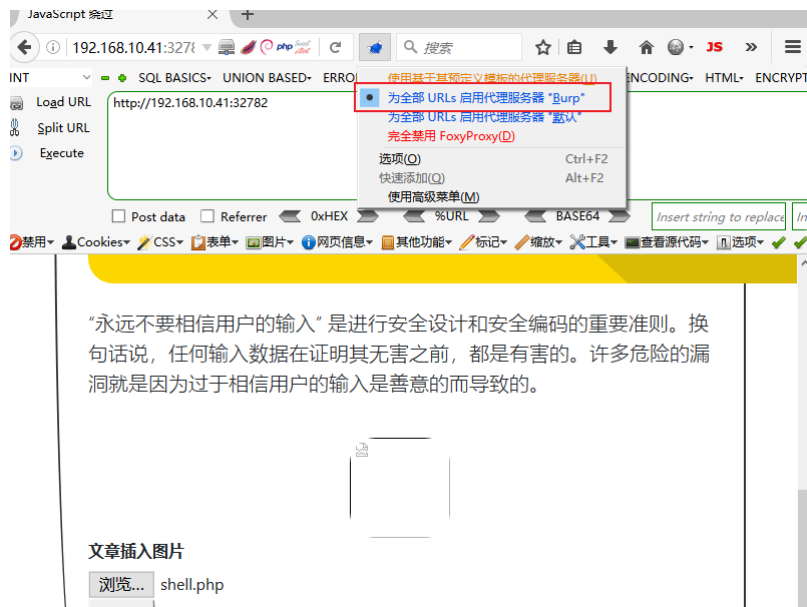 JavaScript 绕过 × +
192.168.10.41:3278 php 搜索 JS »
INT SQL BASICS UNION BASED ERRO 使用基于其预定义模板的代理服务器(U) ENCODING HTML ENCRYPT
Load URL http://192.168.10.41:32782 为全部 URLs 启用代理服务器 "Burp"
Split URL 为全部 URLs 启用代理服务器 "默认"
Execute 完全禁用 FoxyProxy(D)
选项(O) Ctrl+F2
快速添加(Q) Alt+F2
使用高级菜单(M)
Post data Referrer 0xHEX %URL BASE64 Insert string to replace In
禁用 Cookies CSS 表单 图片 网页信息 其他功能 标记 缩放 工具 查看源代码 选项
“永远不要相信用户的输入” 是进行安全设计和安全编码的重要准则。换
句话说，任何输入数据在证明其无害之前，都是有害的。许多危险的漏
洞就是因为过于相信用户的输入是善意的而导致的。
文章插入图片
浏览... shell.php